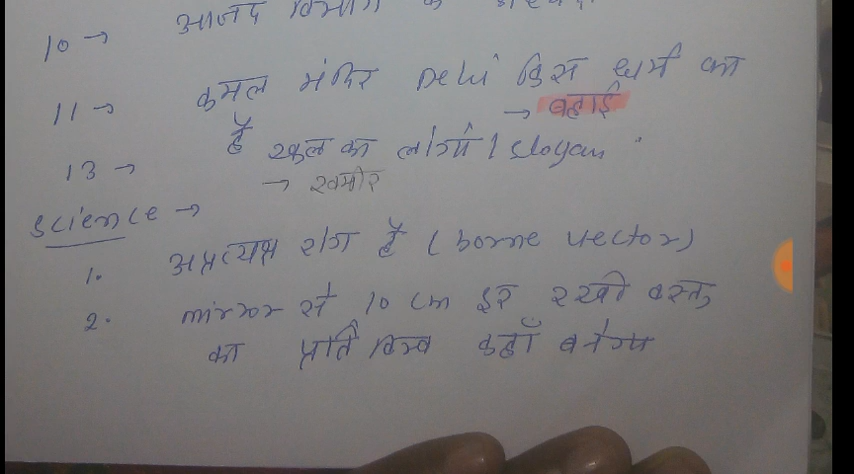 10 → आनंद विभाग के
11 → कमल मंदिर Delhi किस धर्म का
है → बहाई
13 → स्कूल का लोगो / slogan
→ खमीर
Science →
1. अप्रत्यक्ष रोग है (borne vector)
2. mirror से 10 cm दूर रखी वस्तु
का प्रतिबिम्ब कहाँ बनेगा